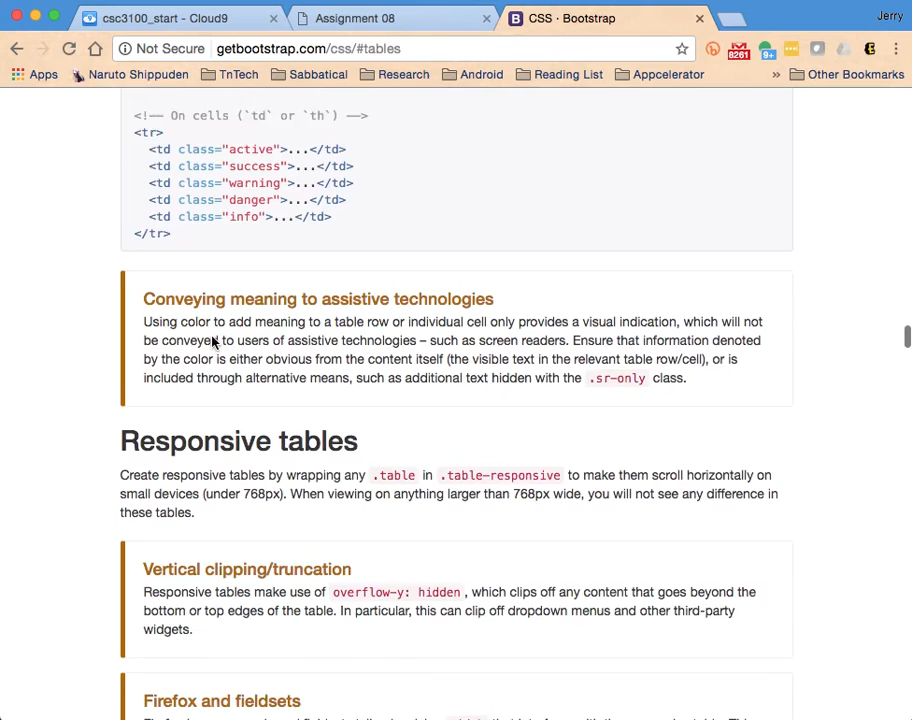 csc3100_start - Cloud9
Assignment 08
CSS · Bootstrap
Jerry
Not Secure
getbootstrap.com/css/#tables
8261
9+
Apps
Naruto Shippuden
TnTech
Sabbatical
Research
Android
Reading List
Appcelerator
»
Other Bookmarks
<!-- On cells (`td` or `th`) -->
<tr>
<td class="active">...</td>
<td class="success">...</td>
<td class="warning">...</td>
<td class="danger">...</td>
<td class="info">...</td>
</tr>
Conveying meaning to assistive technologies
Using color to add meaning to a table row or individual cell only provides a visual indication, which will not
be conveyed to users of assistive technologies – such as screen readers. Ensure that information denoted
by the color is either obvious from the content itself (the visible text in the relevant table row/cell), or is
included through alternative means, such as additional text hidden with the .sr-only class.
Responsive tables
Create responsive tables by wrapping any .table in .table-responsive to make them scroll horizontally on
small devices (under 768px). When viewing on anything larger than 768px wide, you will not see any difference in
these tables.
Vertical clipping/truncation
Responsive tables make use of overflow-y: hidden, which clips off any content that goes beyond the
bottom or top edges of the table. In particular, this can clip off dropdown menus and other third-party
widgets.
Firefox and fieldsets